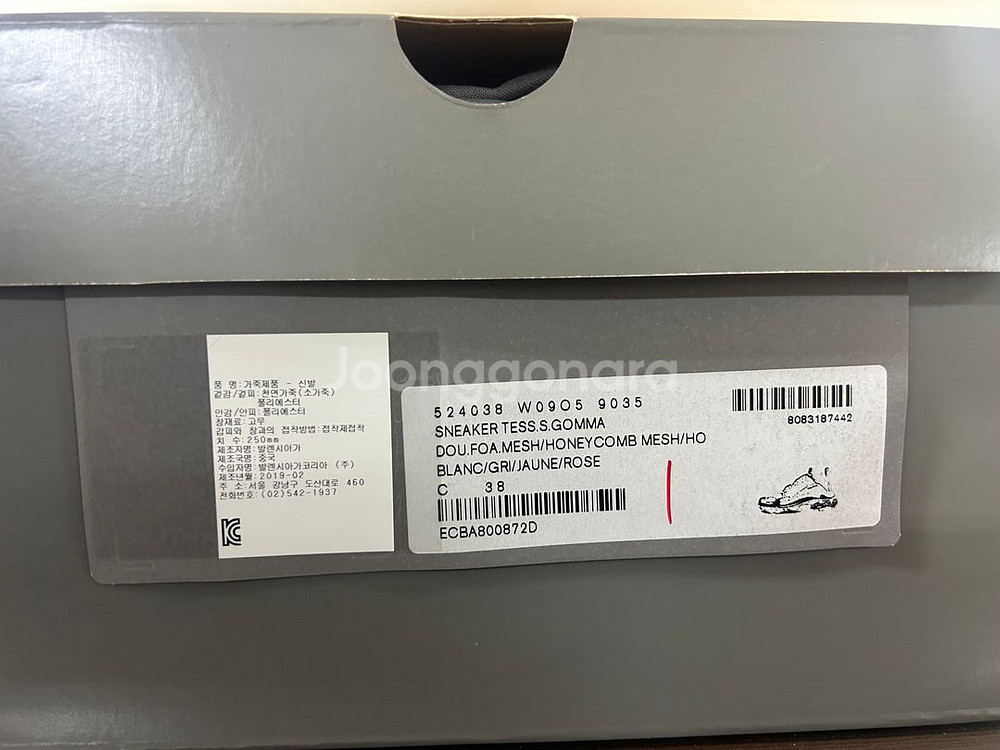 Joonggonara
품 명:가죽제품 - 신발
겉감/겉피:천연가죽(소가죽)
폴리에스터
안감/안피:폴리에스터
창재료:고무
갑피와 창과의 접착방법:접착제접착
치 수:250mm
제조자명:발렌시아가
제조국명:중국
수입자명:발렌시아가코리아 (주)
제조년월:2019-02
주 소:서울 강남구 도산대로 460
전화번호:(02)542-1937
524038 W09O5 9035
SNEAKER TESS.S.GOMMA
DOU.FOA.MESH/HONEYCOMB MESH/HO
BLANC/GRI/JAUNE/ROSE
C 38
ECBA800872D
8083187442